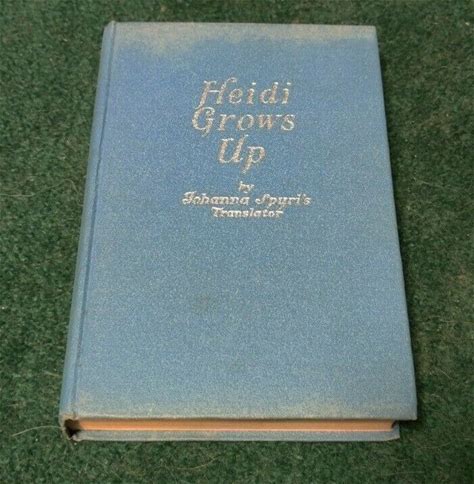 Heidi
Grows
Up
by
Johanna Spyri's
Translator